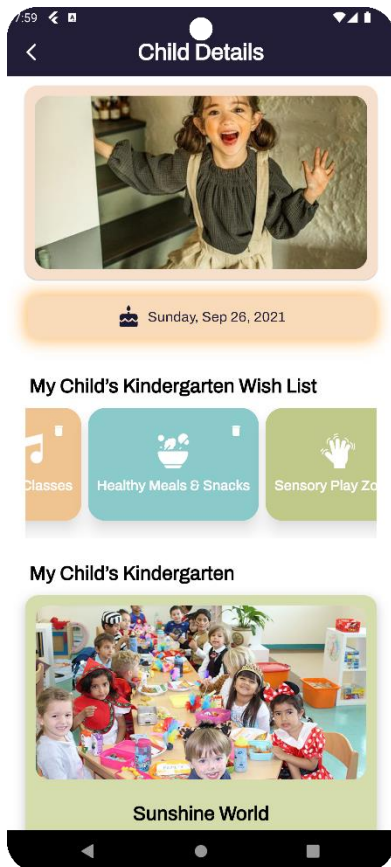 7:59
Child Details
Sunday, Sep 26, 2021
My Child's Kindergarten Wish List
Classes
Healthy Meals & Snacks
Sensory Play Zo
My Child's Kindergarten
Sunshine World